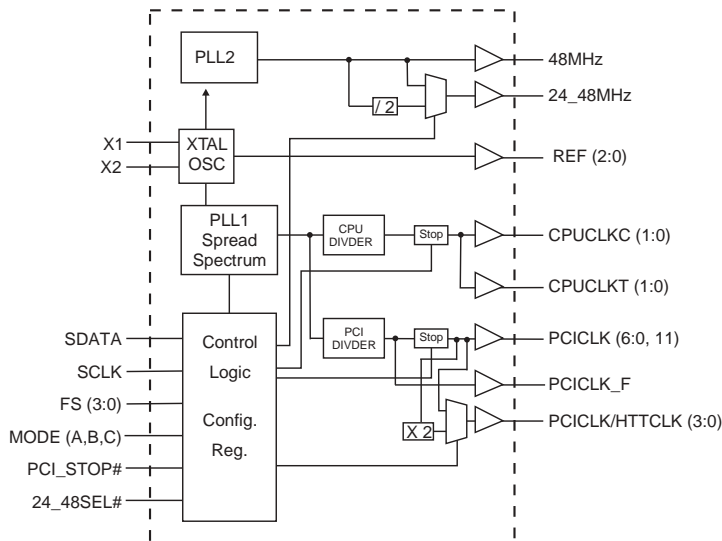 PLL2
48MHz
24_48MHz
/ 2
X1
X2
XTAL
OSC
REF (2:0)
PLL1
Spread
Spectrum
CPU
DIVDER
Stop
CPUCLKC (1:0)
CPUCLKT (1:0)
SDATA
SCLK
FS (3:0)
MODE (A,B,C)
PCI_STOP#
24_48SEL#
Control
Logic
Config.
Reg.
PCI
DIVDER
Stop
X 2
PCICLK (6:0, 11)
PCICLK_F
PCICLK/HTTCLK (3:0)